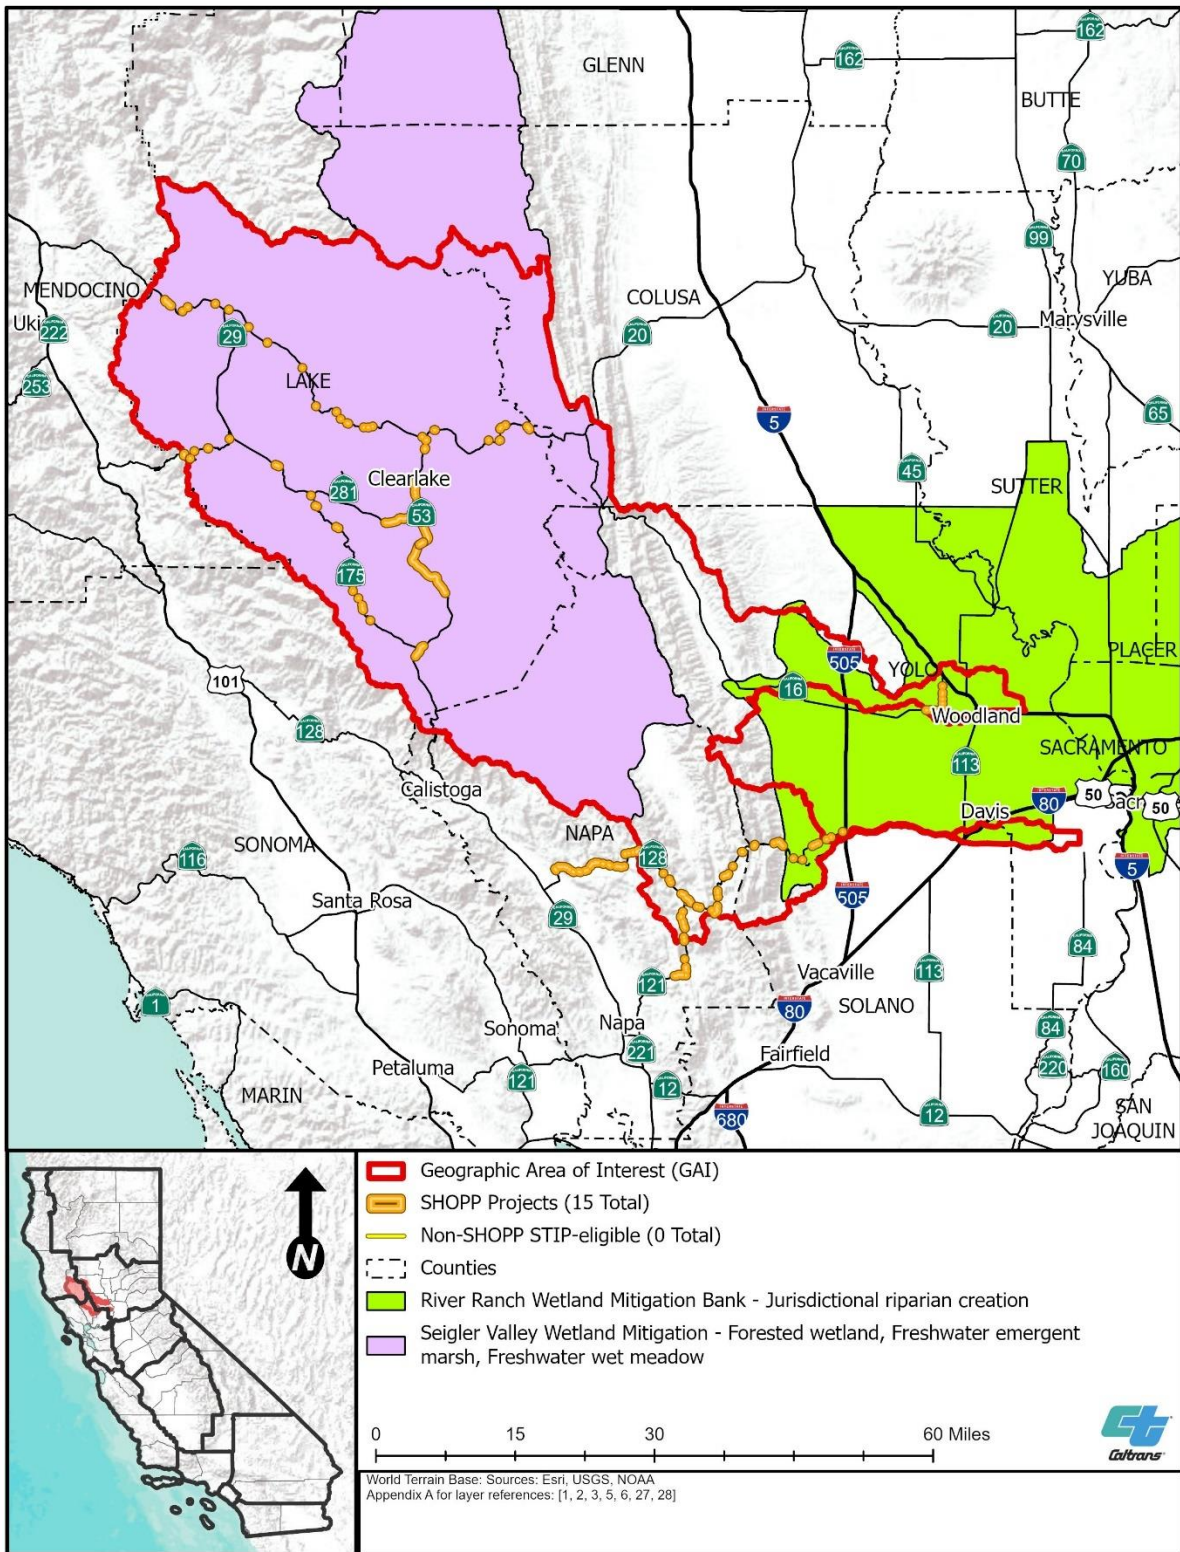 GLENN
162
162
BUTTE
70
99
MENDOCINO
COLUSA
YUBA
Uki
222
29
20
20
Marysville
253
LAKE
5
65
45
Clearlake
281
53
SUTTER
175
505
YOLO
PLACER
101
16
128
Woodland
SACRAMENTO
113
Calistoga
80
50
Sacr
50
Davis
NAPA
SONOMA
128
116
5
505
Santa Rosa
29
84
Vacaville
113
121
1
80
SOLANO
Sonoma
Napa
84
221
Fairfield
Petaluma
220
160
121
12
MARIN
12
SAN
JOAQUIN
680
N
Geographic Area of Interest (GAI)
SHOPP Projects (15 Total)
Non-SHOPP STIP-eligible (0 Total)
Counties
River Ranch Wetland Mitigation Bank - Jurisdictional riparian creation
Seigler Valley Wetland Mitigation - Forested wetland, Freshwater emergent
marsh, Freshwater wet meadow
0 15 30 60 Miles
Caltrans
World Terrain Base: Sources: Esri, USGS, NOAA
Appendix A for layer references: [1, 2, 3, 5, 6, 27, 28]